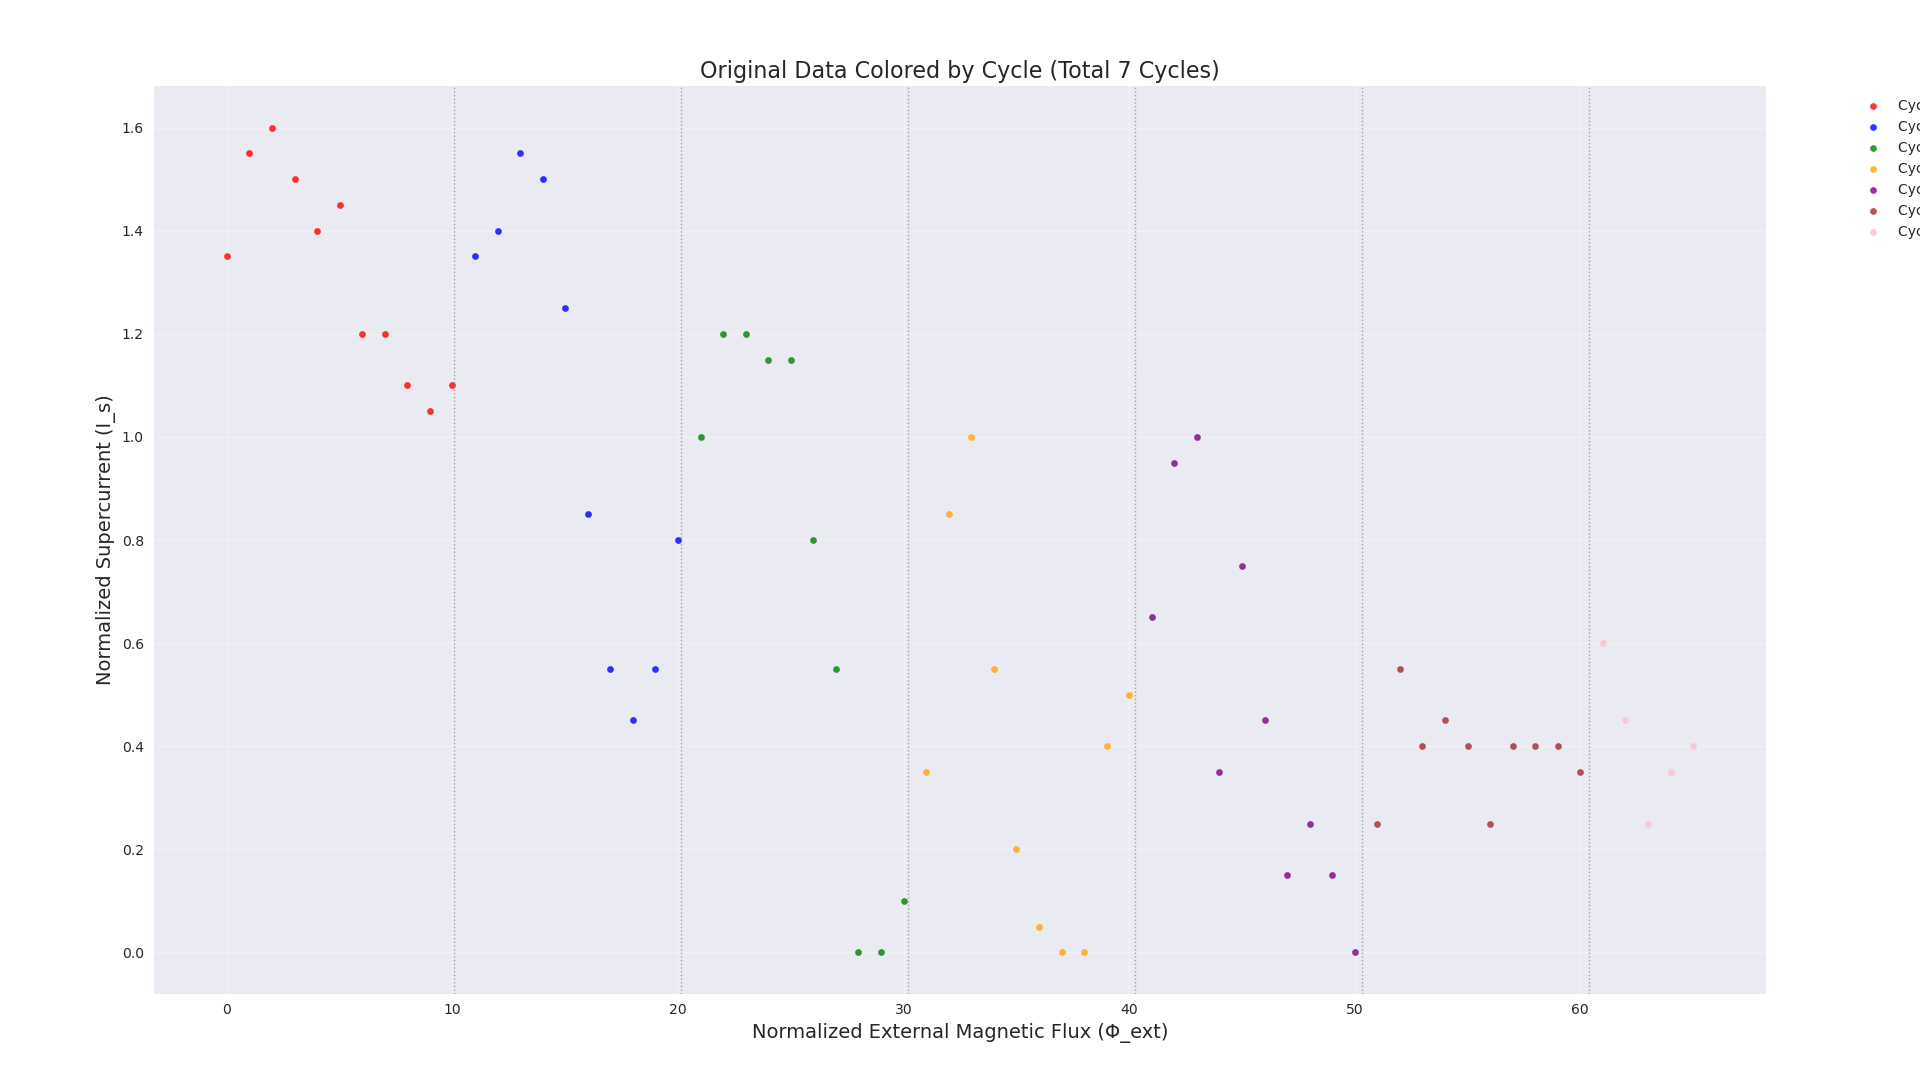 Original Data Colored by Cycle (Total 7 Cycles)
Normalized Supercurrent (I_s)
1.6
1.4
1.2
1.0
0.8
0.6
0.4
0.2
0.0
0 10 20 30 40 50 60
Normalized External Magnetic Flux (Φ_ext)
Cyc
Cyc
Cyc
Cyc
Cyc
Cyc
Cyc